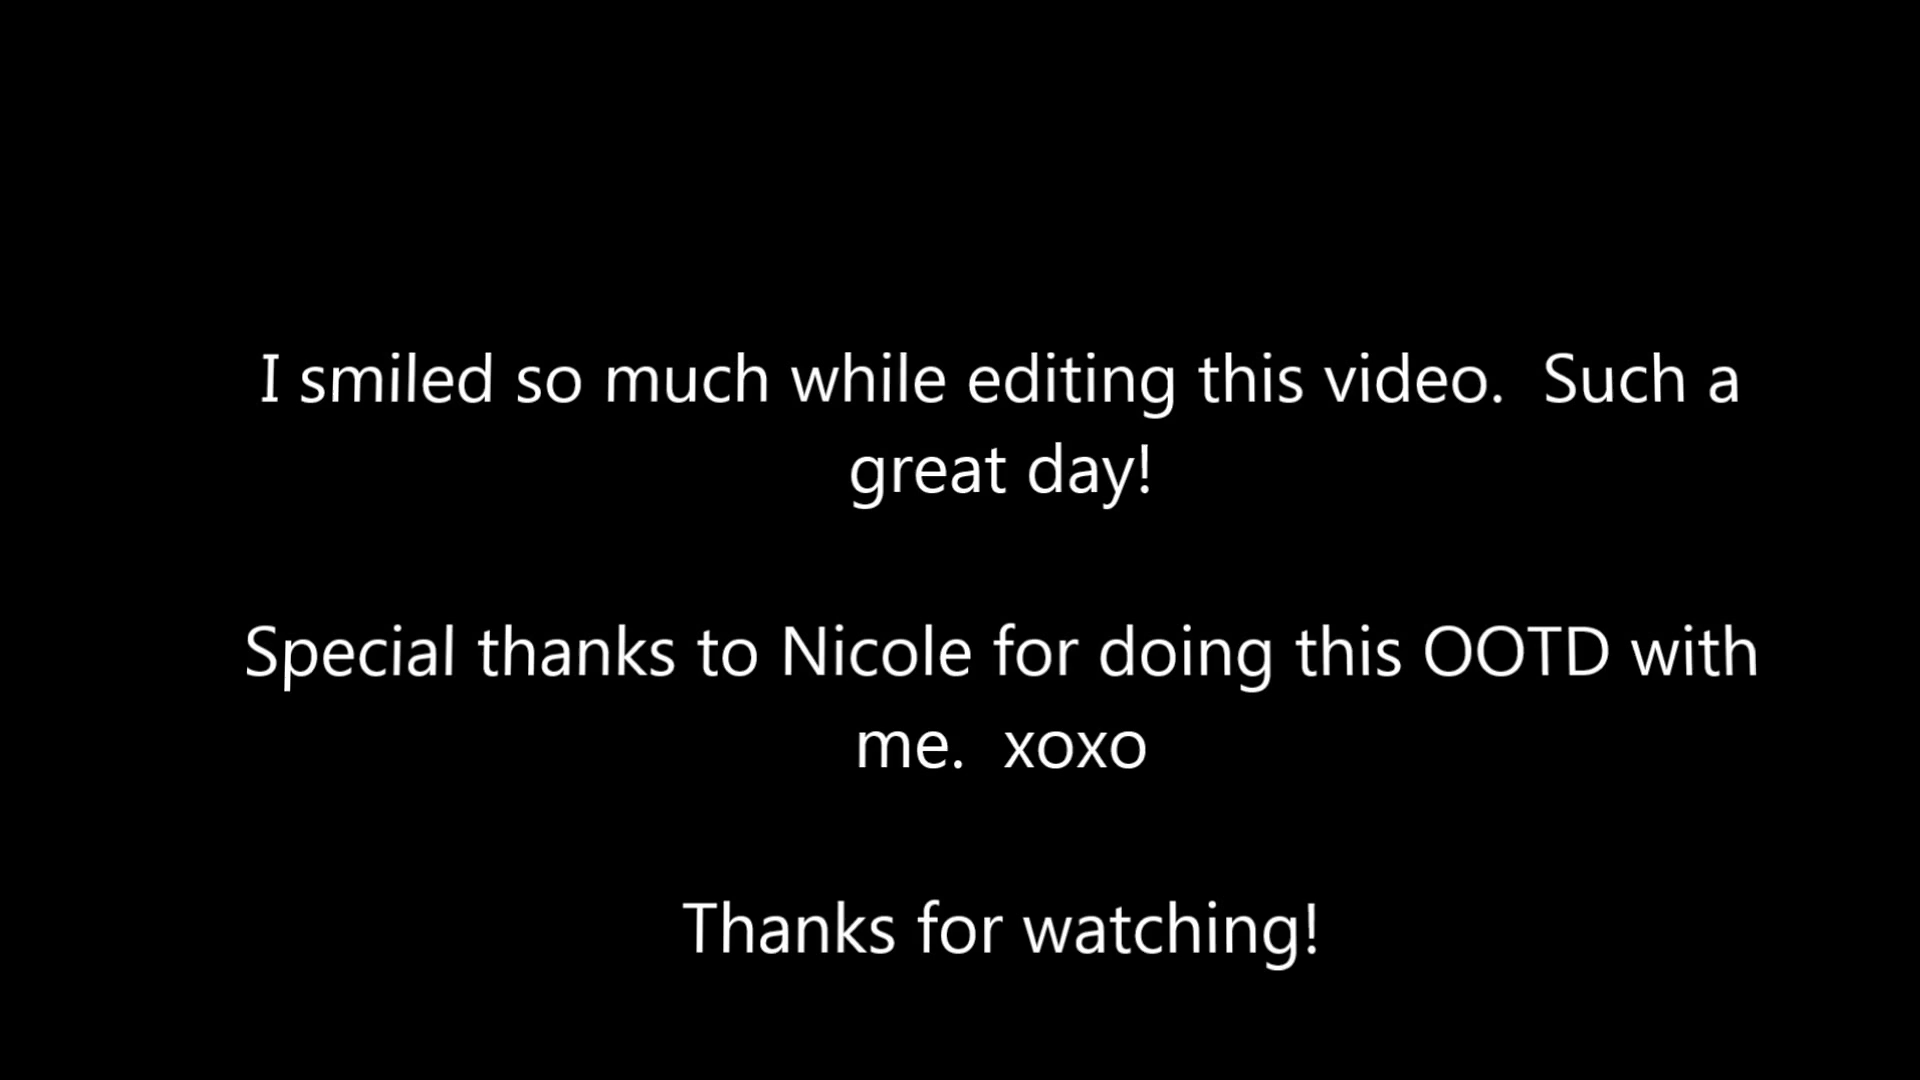 I smiled so much while editing this video.  Such a
great day!
Special thanks to Nicole for doing this OOTD with
me.  xoxo
Thanks for watching!